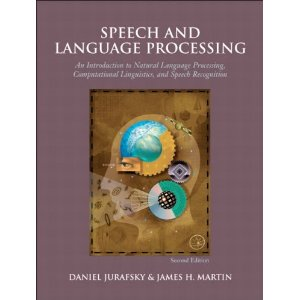 SPEECH AND
LANGUAGE PROCESSING
An Introduction to Natural Language Processing,
Computational Linguistics, and Speech Recognition
Second Edition
DANIEL JURAFSKY & JAMES H. MARTIN